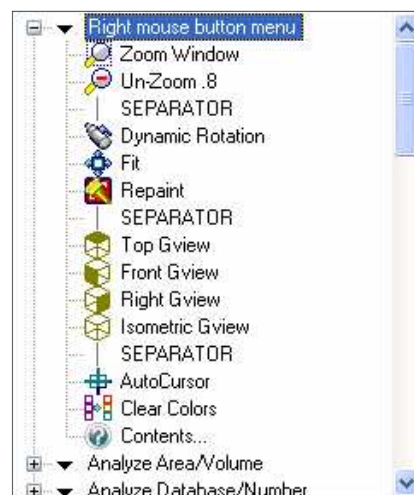 Right mouse button menu
Zoom Window
Un-Zoom .8
SEPARATOR
Dynamic Rotation
Fit
Repaint
SEPARATOR
Top Gview
Front Gview
Right Gview
Isometric Gview
SEPARATOR
AutoCursor
Clear Colors
Contents...
Analyze Area/Volume
Analyze Database/Number